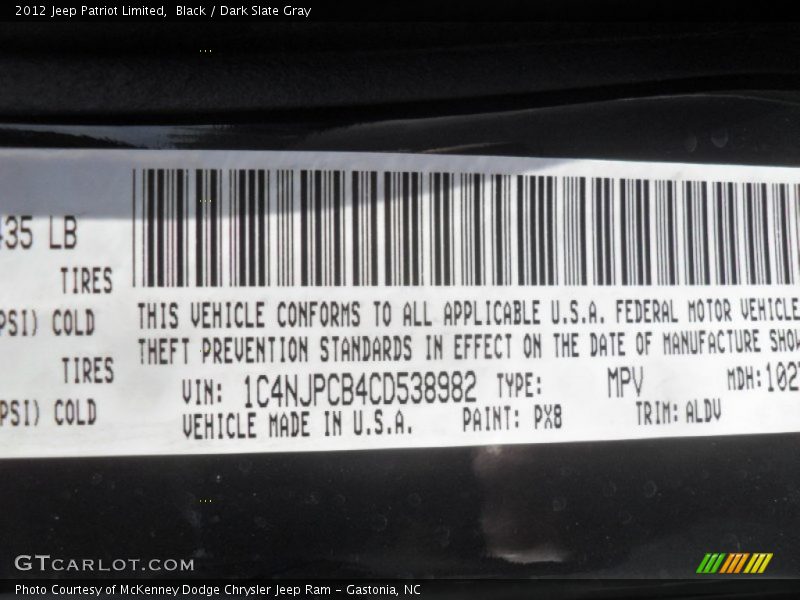 2012 Jeep Patriot Limited, Black / Dark Slate Gray
35 LB
TIRES
PSI) COLD
TIRES
PSI) COLD
THIS VEHICLE CONFORMS TO ALL APPLICABLE U.S.A. FEDERAL MOTOR VEHICLE
THEFT PREVENTION STANDARDS IN EFFECT ON THE DATE OF MANUFACTURE SHOW
VIN: 1C4NJPCB4CD538982 TYPE: MPV MDH: 102
VEHICLE MADE IN U.S.A. PAINT: PX8 TRIM: ALDV
GTCARLOT.COM
Photo Courtesy of McKenney Dodge Chrysler Jeep Ram - Gastonia, NC